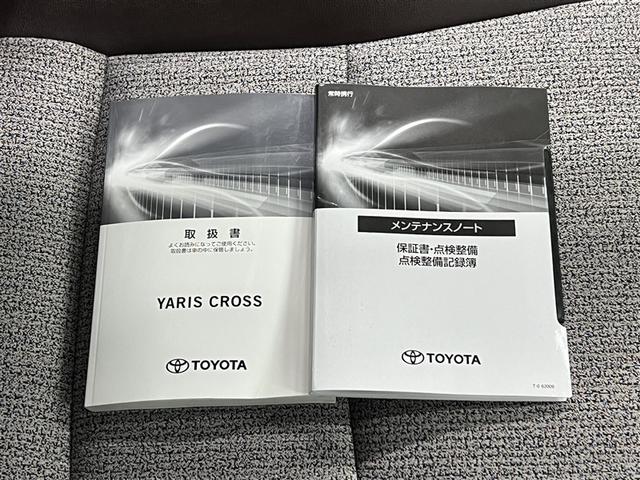 取扱書
よくお読みになってご使用ください。
取扱書は車の中に保管しましょう。
YARIS CROSS
TOYOTA
常時携行
メンテナンスノート
保証書・点検整備
点検整備記録簿
TOYOTA